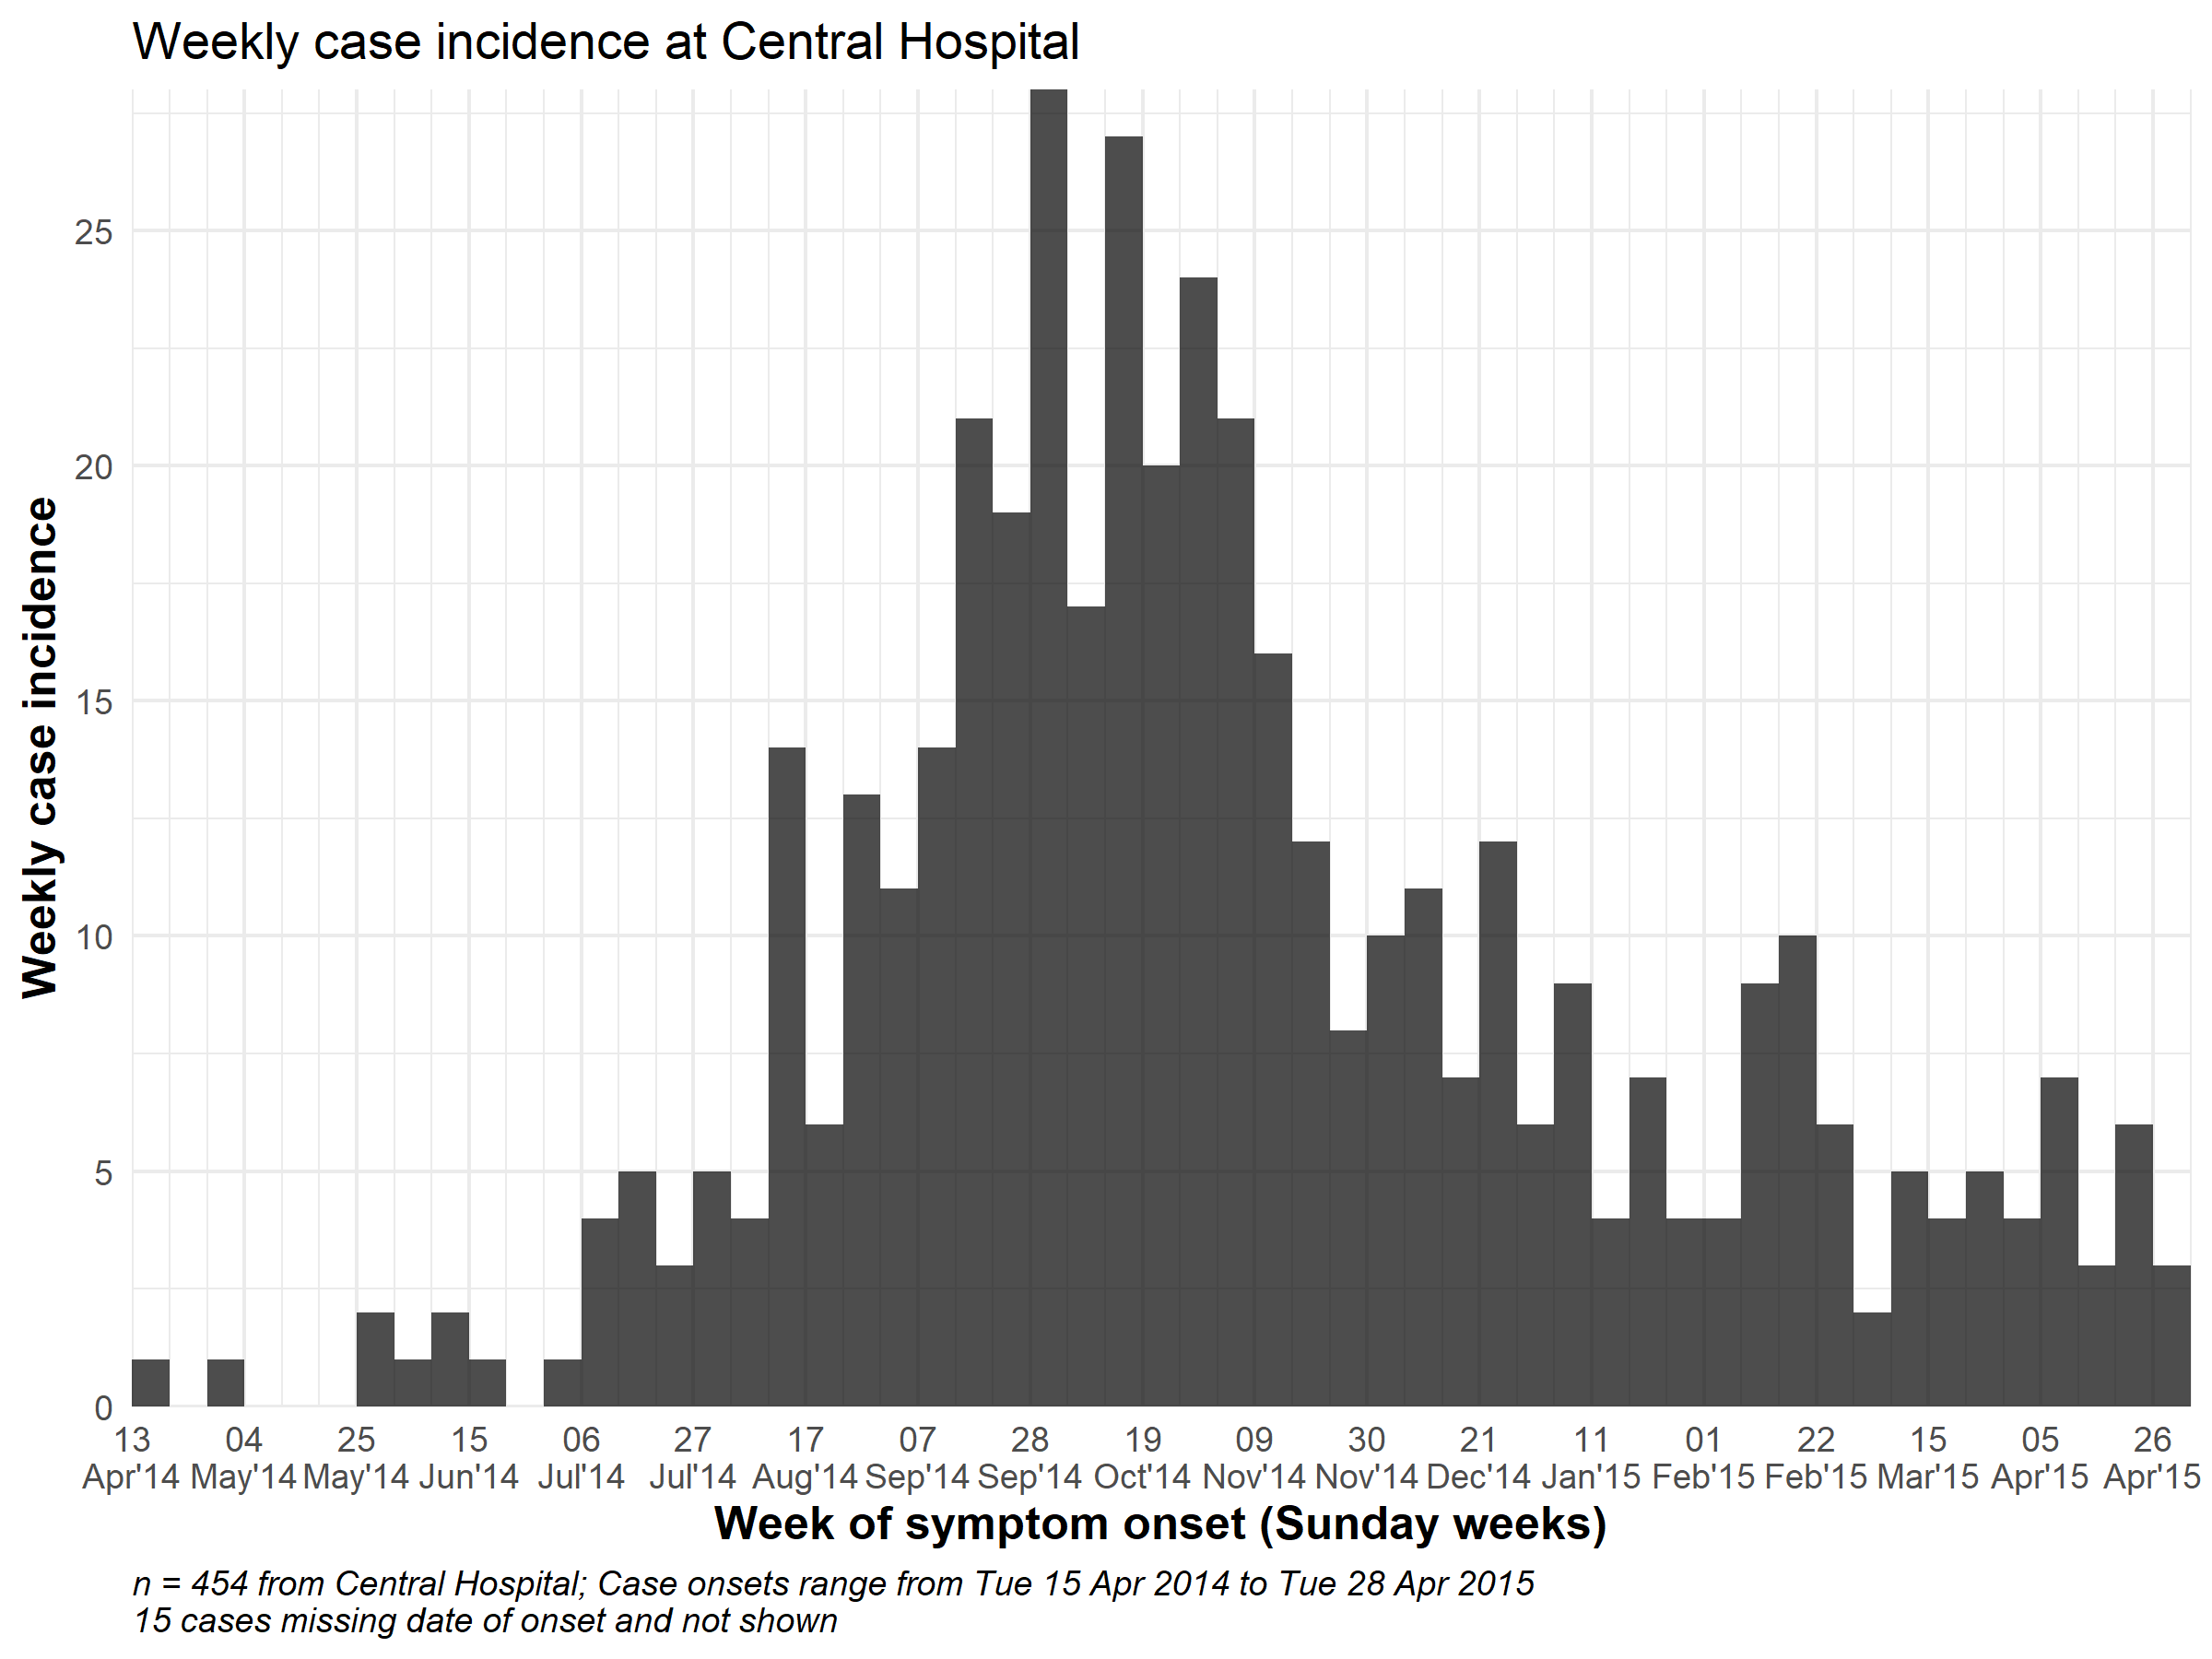 Weekly case incidence at Central Hospital
Weekly case incidence
25
20
15
10
5
0
13 04 25 15 06 27 17 07 28 19 09 30 21 11 01 22 15 05 26
Apr'14 May'14 May'14 Jun'14 Jul'14 Jul'14 Aug'14 Sep'14 Sep'14 Oct'14 Nov'14 Nov'14 Dec'14 Jan'15 Feb'15 Feb'15 Mar'15 Apr'15 Apr'15
Week of symptom onset (Sunday weeks)
n = 454 from Central Hospital; Case onsets range from Tue 15 Apr 2014 to Tue 28 Apr 2015
15 cases missing date of onset and not shown